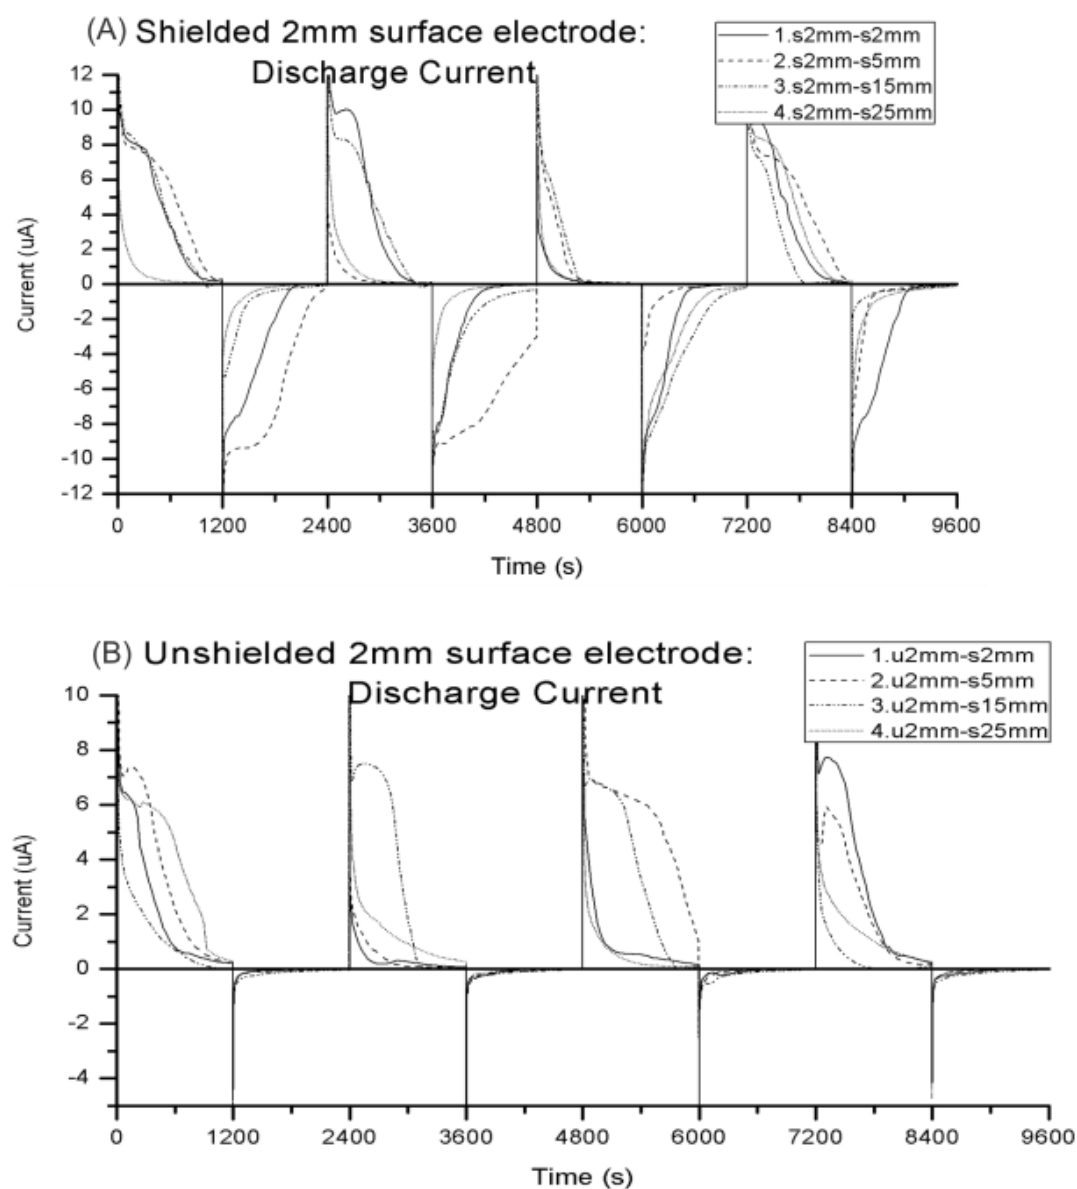 (A) Shielded 2mm surface electrode:
Discharge Current
1.s2mm-s2mm
2.s2mm-s5mm
3.s2mm-s15mm
4.s2mm-s25mm
12
10
8
6
4
2
0
-2
-4
-6
-8
-10
-12
Current (uA)
0 1200 2400 3600 4800 6000 7200 8400 9600
Time (s)
(B) Unshielded 2mm surface electrode:
Discharge Current
1.u2mm-s2mm
2.u2mm-s5mm
3.u2mm-s15mm
4.u2mm-s25mm
10
8
6
4
2
0
-2
-4
Current (uA)
0 1200 2400 3600 4800 6000 7200 8400 9600
Time (s)